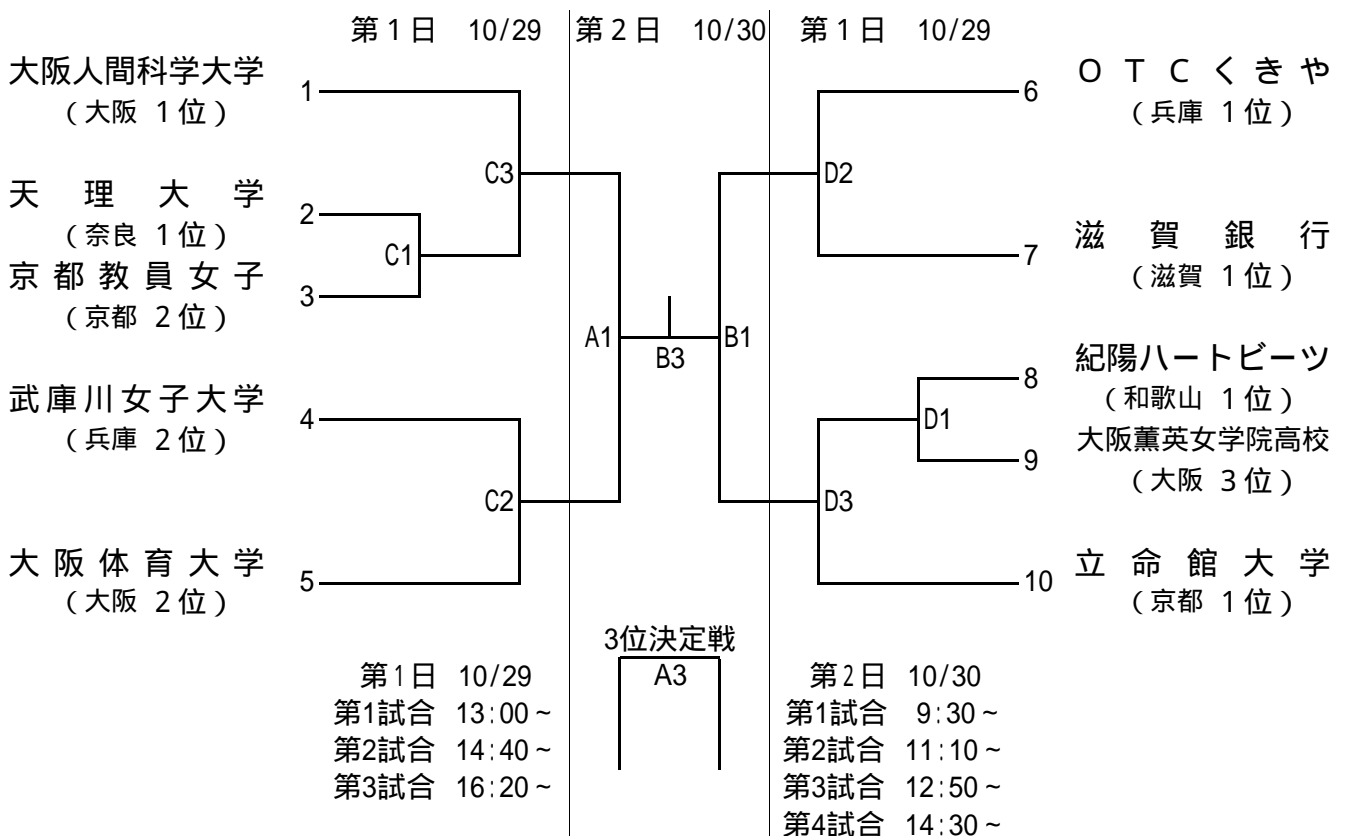 第1日 10/29 第2日 10/30 第1日 10/29
大阪人間科学大学
(大阪 1位)
1
天理大学
(奈良 1位)
2
京都教員女子
(京都 2位)
3
武庫川女子大学
(兵庫 2位)
4
大阪体育大学
(大阪 2位)
5
C3
C1
C2
A1
B3
B1
D2
D1
D3
6
OTCくきや
(兵庫 1位)
7
滋賀銀行
(滋賀 1位)
8
紀陽ハートビーツ
(和歌山 1位)
9
大阪薫英女学院高校
(大阪 3位)
10
立命館大学
(京都 1位)
3位決定戦
A3
第1日 10/29
第1試合 13:00~
第2試合 14:40~
第3試合 16:20~
第2日 10/30
第1試合 9:30~
第2試合 11:10~
第3試合 12:50~
第4試合 14:30~